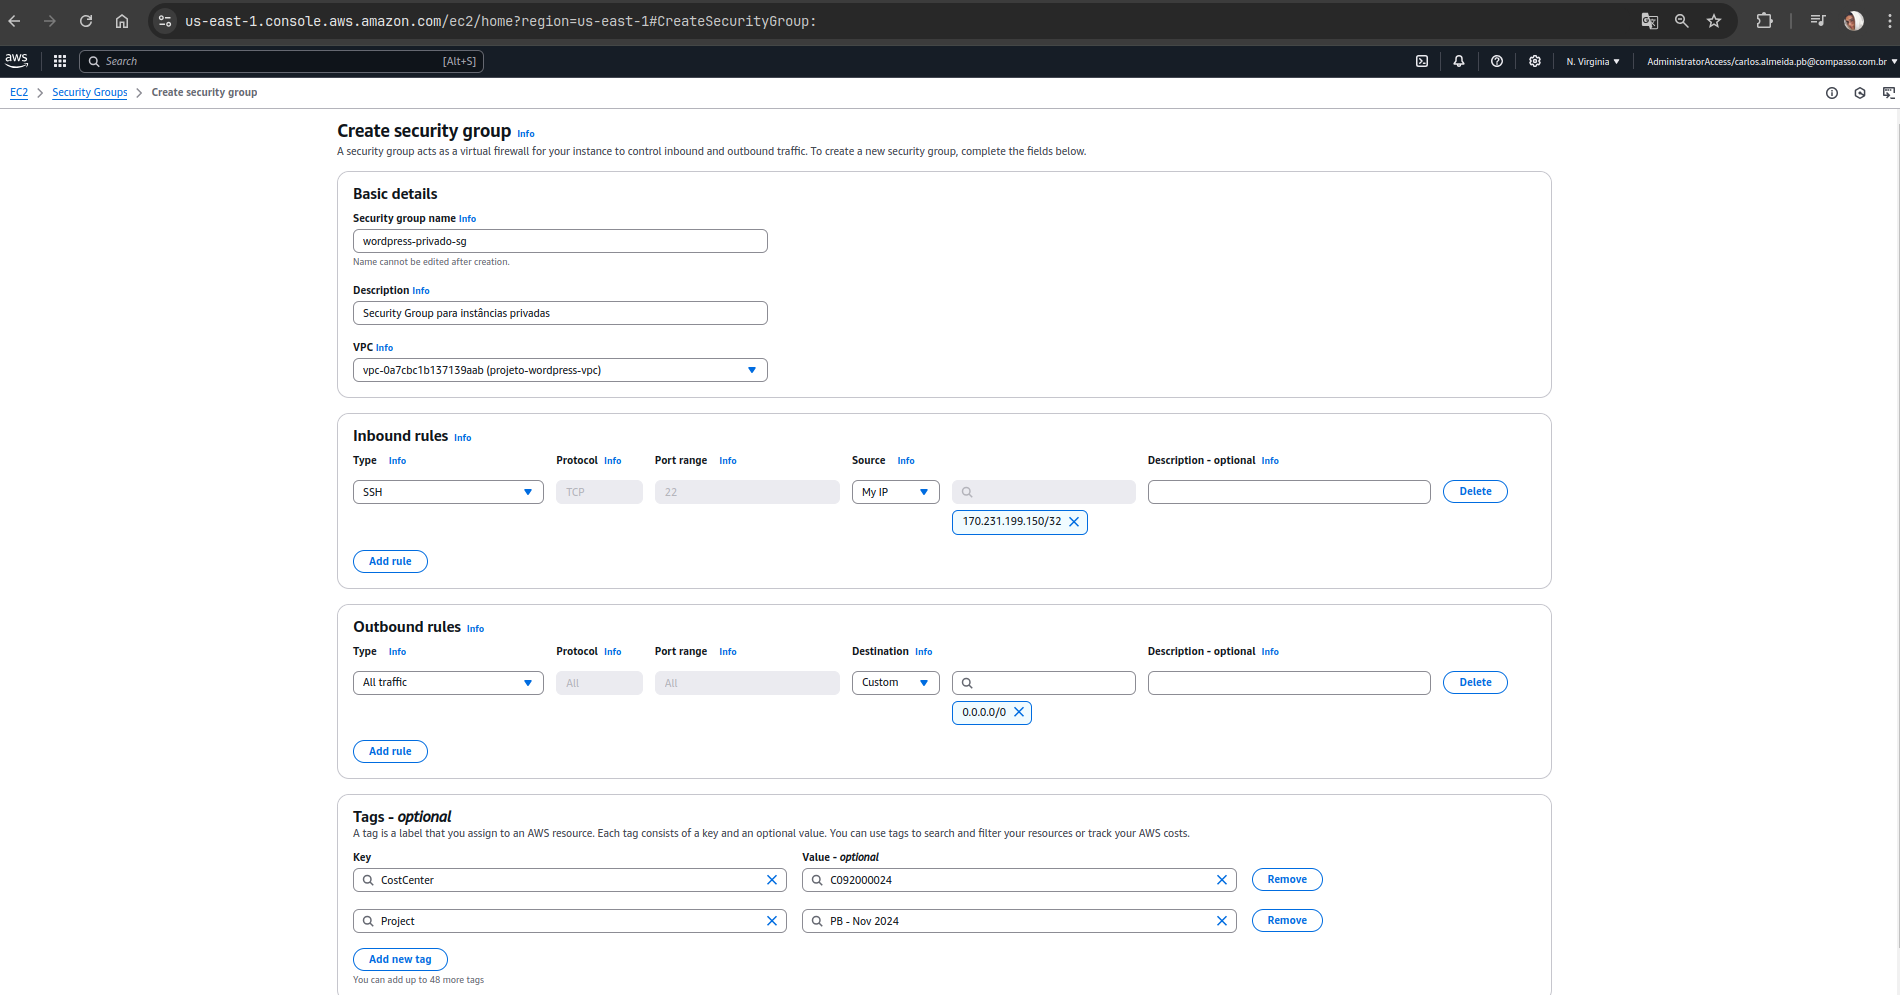 us-east-1.console.aws.amazon.com/ec2/home?region=us-east-1#CreateSecurityGroup:
aws Search [Alt+S] N. Virginia AdministratorAccess/carlos.almeida.pb@compasso.com.br
EC2 Security Groups Create security group
Create security group Info
A security group acts as a virtual firewall for your instance to control inbound and outbound traffic. To create a new security group, complete the fields below.
Basic details
Security group name Info
wordpress-privado-sg
Name cannot be edited after creation.
Description Info
Security Group para instâncias privadas
VPC Info
vpc-0a7cbc1b137139aab (projeto-wordpress-vpc)
Inbound rules Info
Type Info Protocol Info Port range Info Source Info Description - optional Info
SSH TCP 22 My IP Delete
170.231.199.150/32
Add rule
Outbound rules Info
Type Info Protocol Info Port range Info Destination Info Description - optional Info
All traffic All All Custom Delete
0.0.0.0/0
Add rule
Tags - optional
A tag is a label that you assign to an AWS resource. Each tag consists of a key and an optional value. You can use tags to search and filter your resources or track your AWS costs.
Key Value - optional
CostCenter C092000024 Remove
Project PB - Nov 2024 Remove
Add new tag
You can add up to 48 more tags